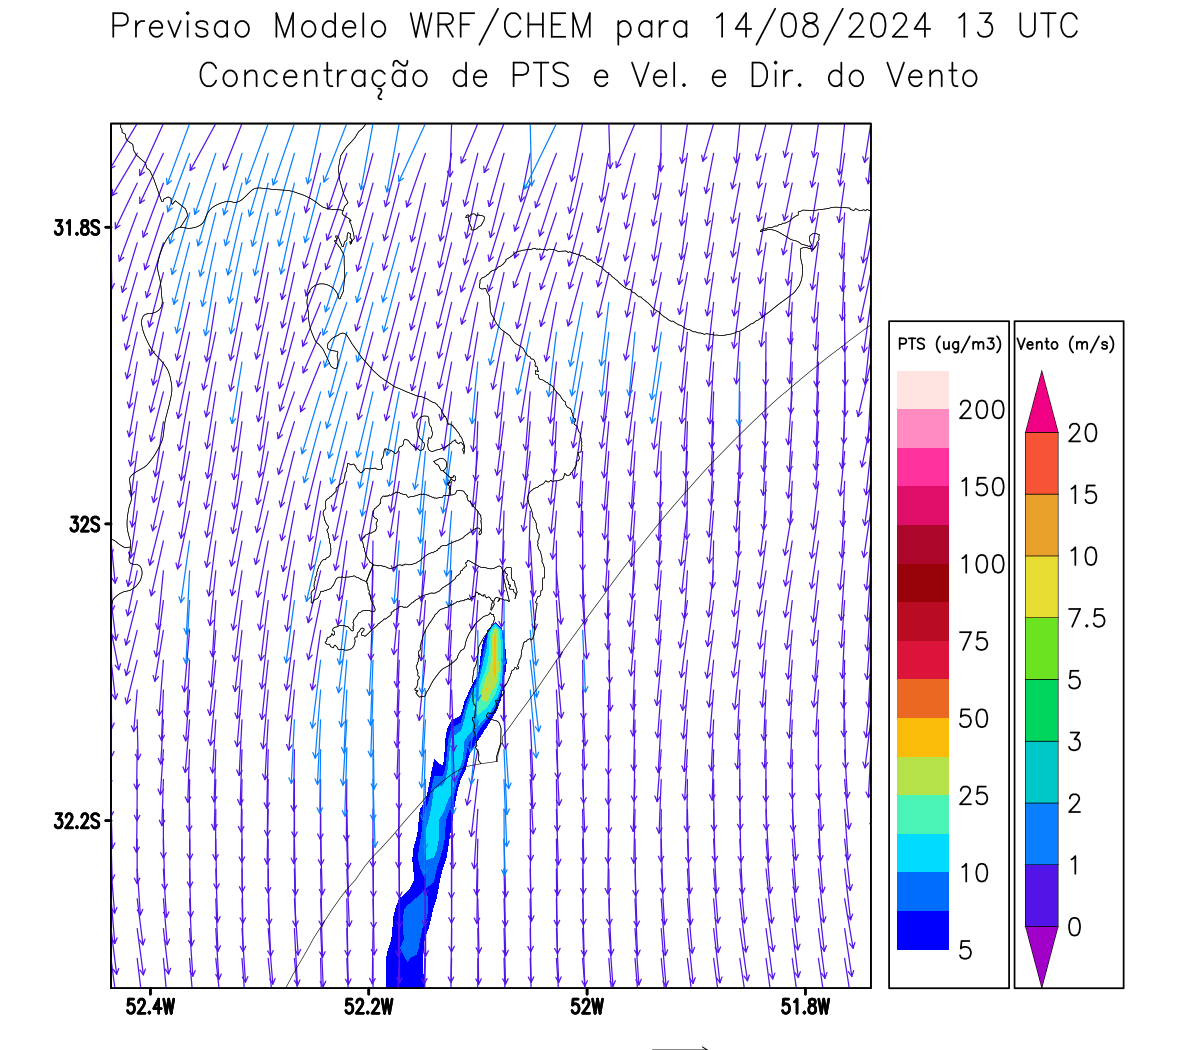 Previsao Modelo WRF/CHEM para 14/08/2024 13 UTC
Concentração de PTS e Vel. e Dir. do Vento
31.8S
32S
32.2S
52.4W
52.2W
52W
51.8W
PTS (ug/m3)
200
150
100
75
50
25
10
5
Vento (m/s)
20
15
10
7.5
5
3
2
1
0